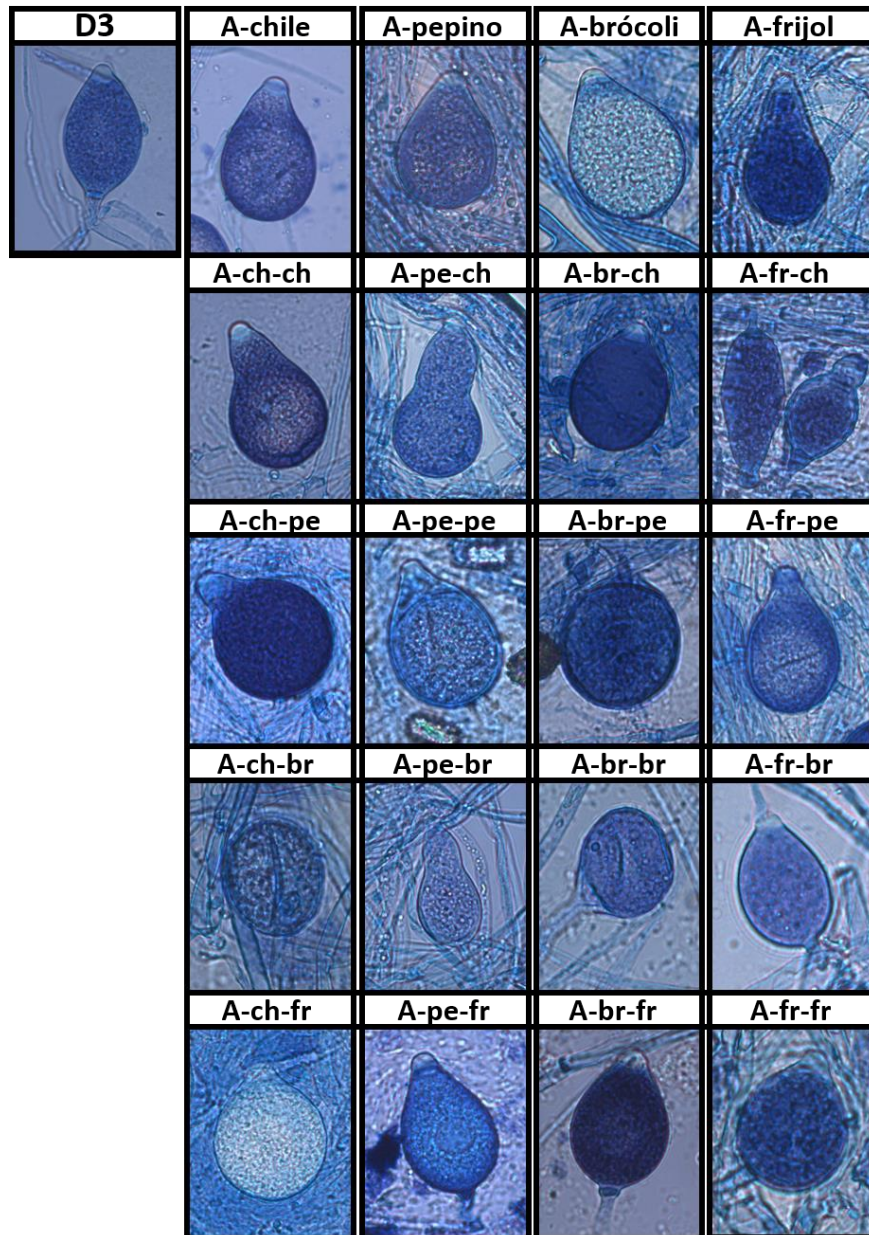 D3 A-chile A-pepino A-brócoli A-frijol
A-ch-ch A-pe-ch A-br-ch A-fr-ch
A-ch-pe A-pe-pe A-br-pe A-fr-pe
A-ch-br A-pe-br A-br-br A-fr-br
A-ch-fr A-pe-fr A-br-fr A-fr-fr